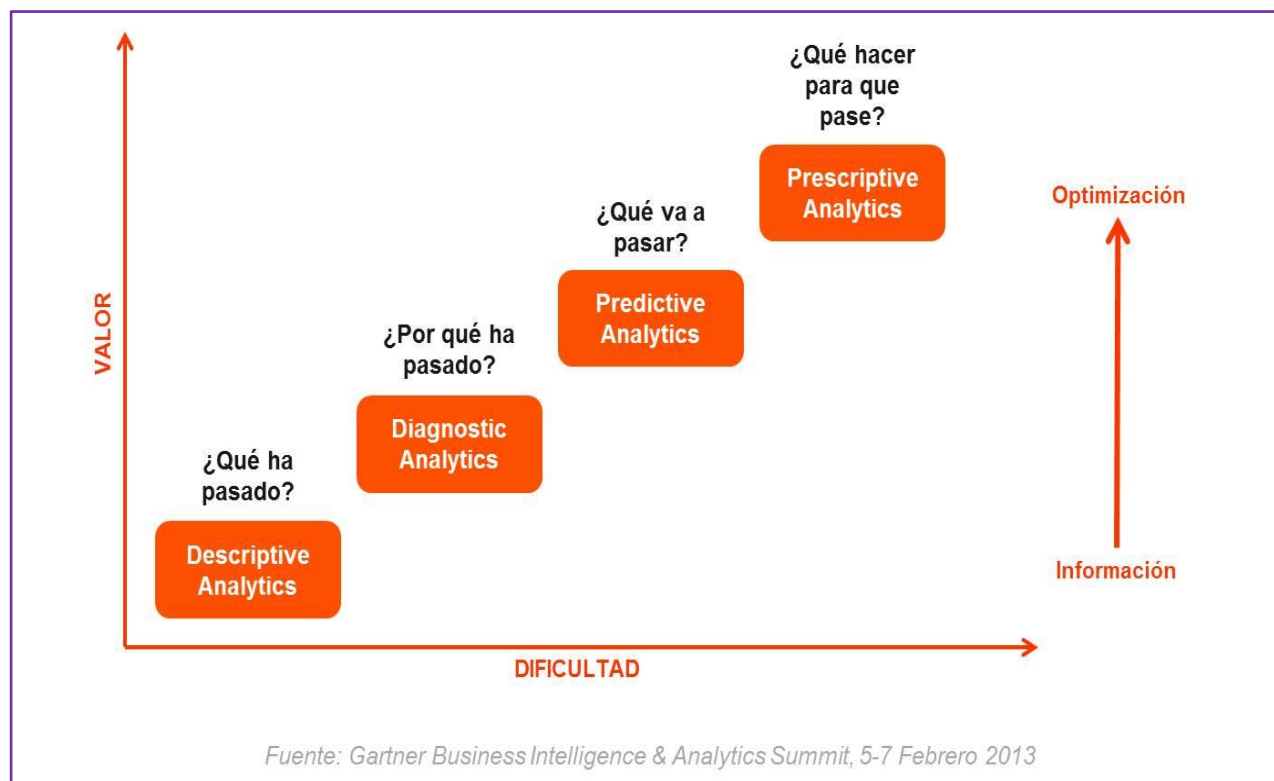 ¿Qué hacer
para que
pase?
Prescriptive
Analytics
Optimización
¿Qué va a
pasar?
Predictive
Analytics
VALOR
¿Por qué ha
pasado?
Diagnostic
Analytics
¿Qué ha
pasado?
Descriptive
Analytics
Información
DIFICULTAD
Fuente: Gartner Business Intelligence & Analytics Summit, 5-7 Febrero 2013